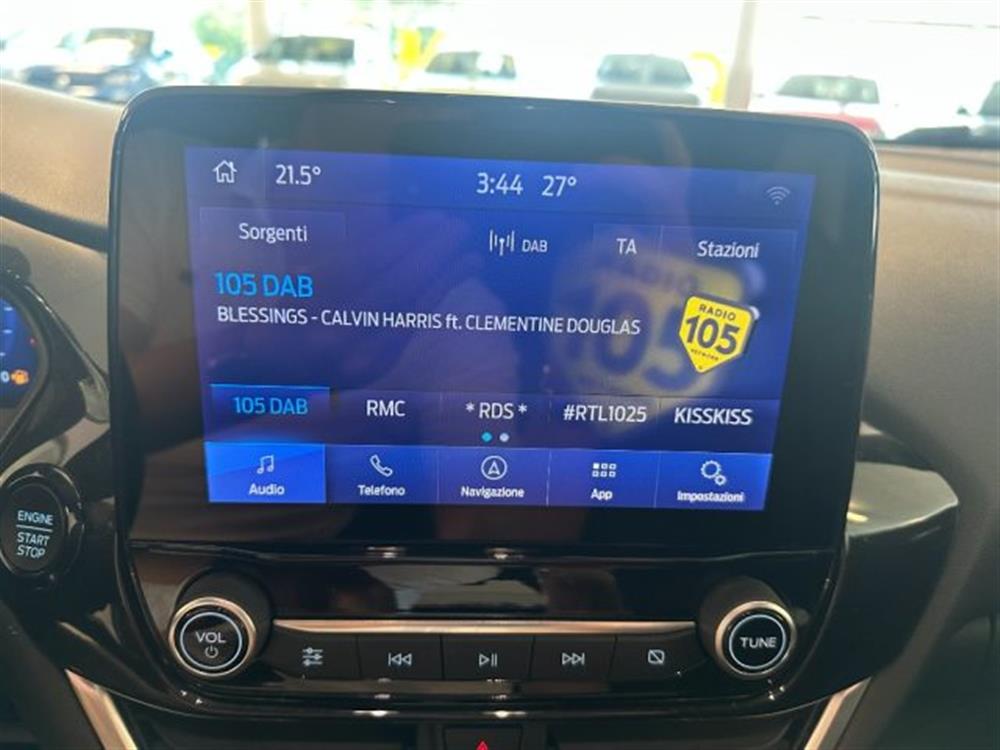 21.5°
3:44 27°
Sorgenti
DAB
TA
Stazioni
105 DAB
BLESSINGS - CALVIN HARRIS ft. CLEMENTINE DOUGLAS
RADIO
105
NETWORK
105 DAB
RMC
* RDS *
#RTL1025
KISSKISS
Audio
Telefono
Navigazione
App
Impostazioni
ENGINE
START
STOP
VOL
TUNE